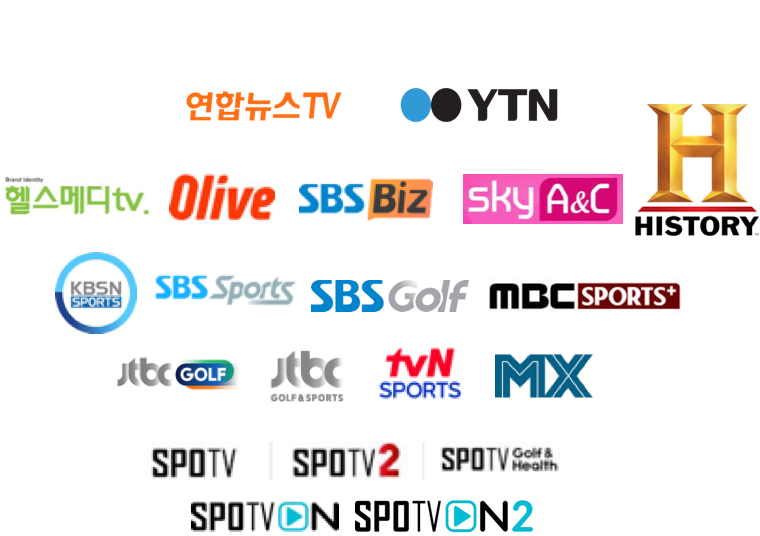 연합뉴스TV
YTN
HISTORY
Brand Identity
헬스메디tv.
Olive
SBS Biz
sky A&C
KBSN
SPORTS
SBS Sports
SBS Golf
MBC SPORTS+
jtbc GOLF
jtbc
GOLF&SPORTS
tvN
SPORTS
MX
SPOTV
SPOTV2
SPOTV Golf &
Health
SPOTV ON
SPOTV ON2